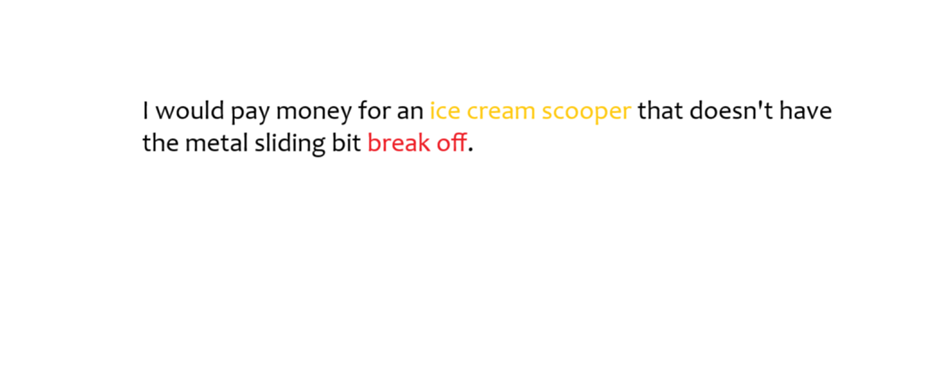 I would pay money for an ice cream scooper that doesn't have
the metal sliding bit break off.